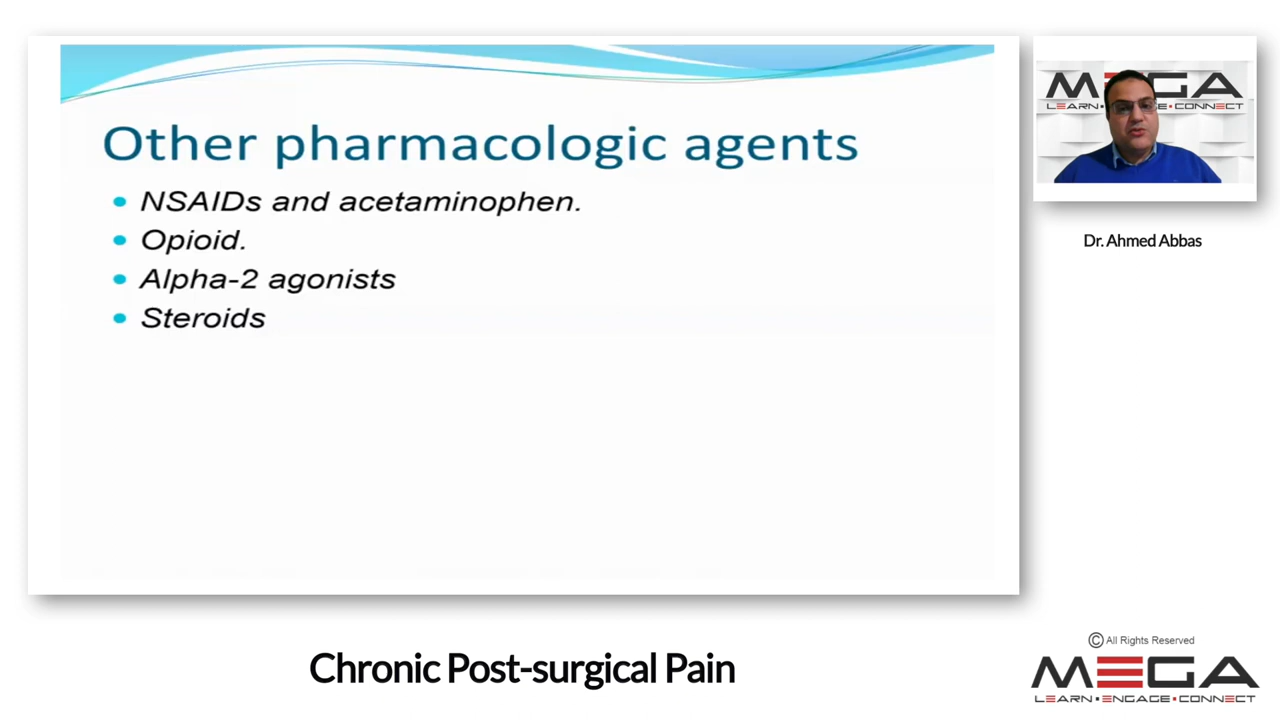 Other pharmacologic agents
• NSAIDs and acetaminophen.
• Opioid.
• Alpha-2 agonists
• Steroids
MEGA
LEARN • ENGAGE • CONNECT
Dr. Ahmed Abbas
Chronic Post-surgical Pain
© All Rights Reserved
MEGA
LEARN • ENGAGE • CONNECT